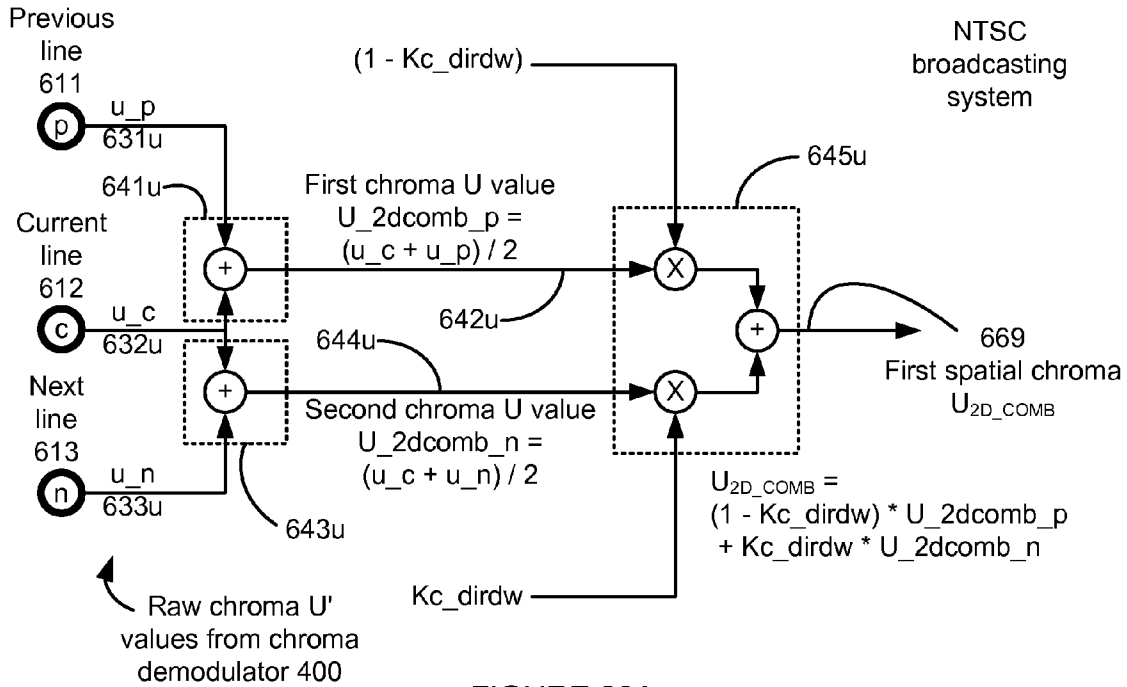 Previous
line
611
p
u_p
631u
(1 - Kc_dirdw)
NTSC
broadcasting
system
641u
645u
First chroma U value
U_2dcomb_p =
(u_c + u_p) / 2
Current
line
612
c
u_c
632u
+
642u
X
+
669
First spatial chroma
U2D_COMB
644u
Next
line
613
n
u_n
633u
+
643u
Second chroma U value
U_2dcomb_n =
(u_c + u_n) / 2
X
U2D_COMB =
(1 - Kc_dirdw) * U_2dcomb_p
+ Kc_dirdw * U_2dcomb_n
Kc_dirdw
Raw chroma U'
values from chroma
demodulator 400